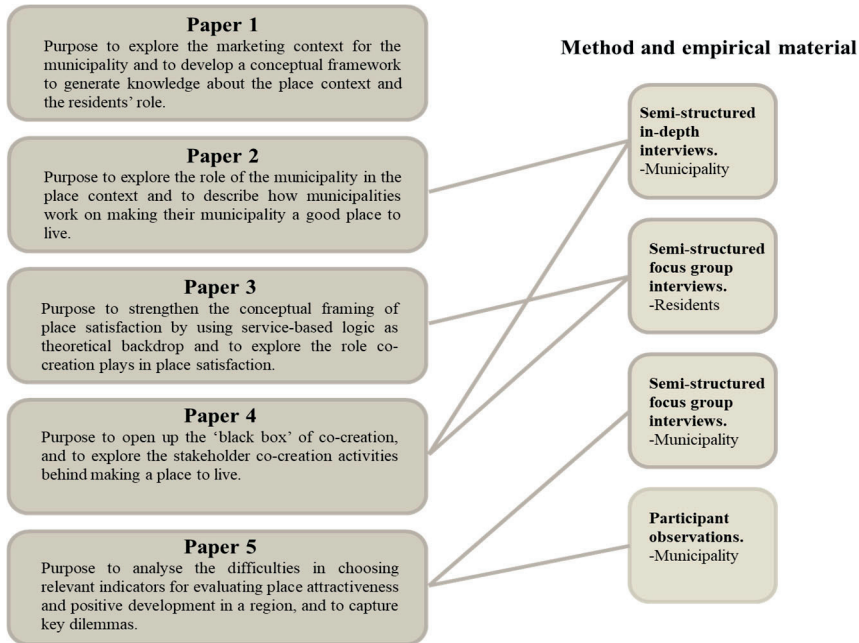 Paper 1
Purpose to explore the marketing context for the
municipality and to develop a conceptual framework
to generate knowledge about the place context and
the residents' role.
Paper 2
Purpose to explore the role of the municipality in the
place context and to describe how municipalities
work on making their municipality a good place to
live.
Paper 3
Purpose to strengthen the conceptual framing of
place satisfaction by using service-based logic as
theoretical backdrop and to explore the role co-
creation plays in place satisfaction.
Paper 4
Purpose to open up the ‘black box’ of co-creation,
and to explore the stakeholder co-creation activities
behind making a place to live.
Paper 5
Purpose to analyse the difficulties in choosing
relevant indicators for evaluating place attractiveness
and positive development in a region, and to capture
key dilemmas.
Method and empirical material
Semi-structured
in-depth
interviews.
-Municipality
Semi-structured
focus group
interviews.
-Residents
Semi-structured
focus group
interviews.
-Municipality
Participant
observations.
-Municipality